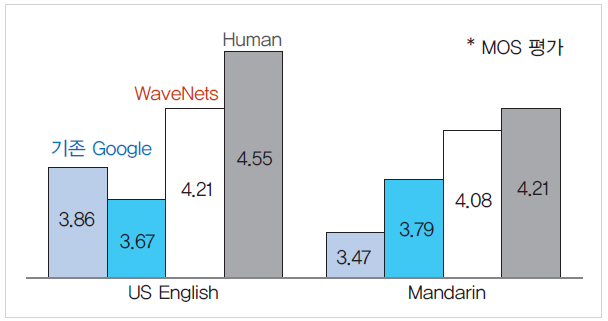 Human
* MOS 평가
WaveNets
기존 Google
3.86
3.67
4.21
4.55
3.47
3.79
4.08
4.21
US English
Mandarin